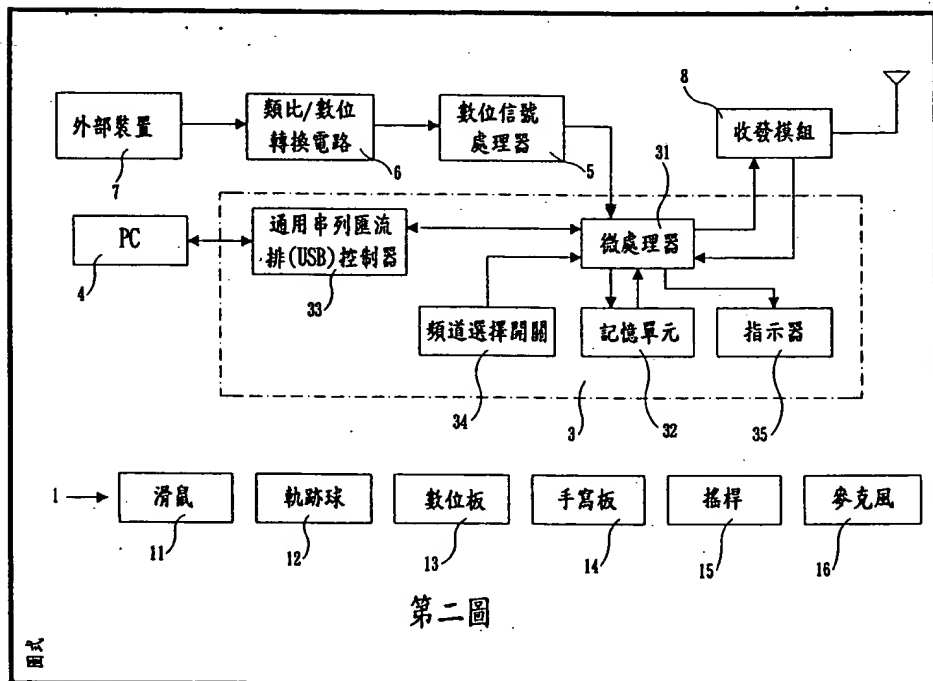 外部裝置
7
類比/數位
轉換電路
6
數位信號
處理器
5
8
收發模組
31
微處理器
PC
4
通用串列匯流
排(USB)控制器
33
頻道選擇開關
34
記憶單元
32
指示器
35
3
1
滑鼠
11
軌跡球
12
數位板
13
手寫板
14
搖桿
15
麥克風
16
第二圖
圖式